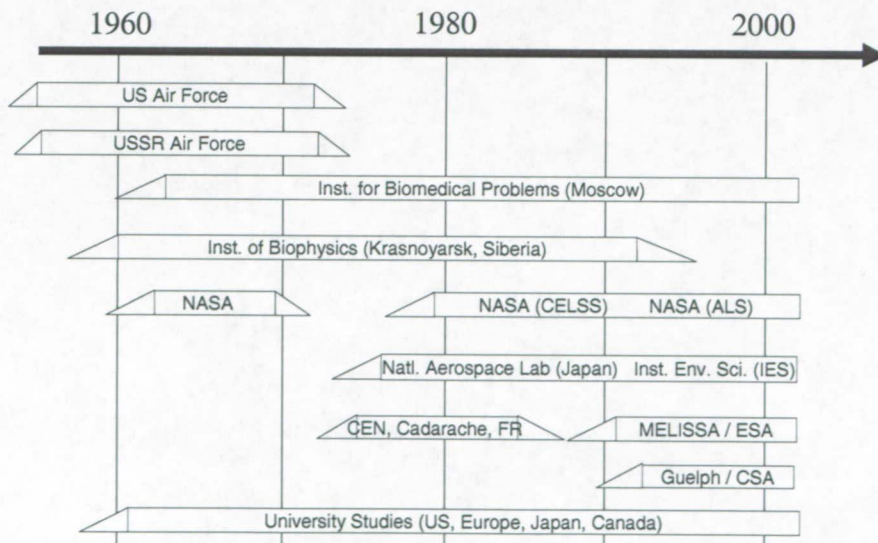 1960 1980 2000
US Air Force
USSR Air Force
Inst. for Biomedical Problems (Moscow)
Inst. of Biophysics (Krasnoyarsk, Siberia)
NASA NASA (CELSS) NASA (ALS)
Natl. Aerospace Lab (Japan) Inst. Env. Sci. (IES)
CEN, Cadarache, FR MELISSA / ESA
Guelph / CSA
University Studies (US, Europe, Japan, Canada)